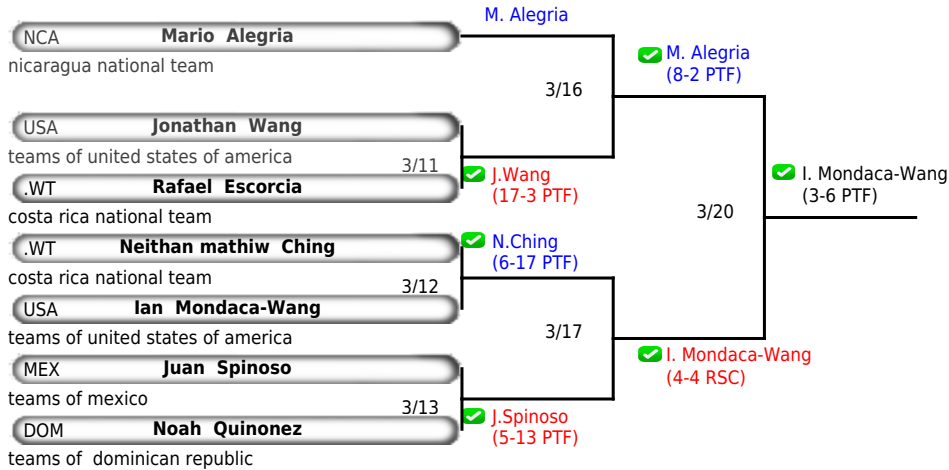 M. Alegria
NCA Mario Alegria
nicaragua national team
M. Alegria
(8-2 PTF)
3/16
USA Jonathan Wang
teams of united states of america
3/11
J.Wang
(17-3 PTF)
.WT Rafael Escorcia
costa rica national team
I. Mondaca-Wang
(3-6 PTF)
3/20
.WT Neithan mathiw Ching
costa rica national team
N.Ching
(6-17 PTF)
3/12
USA Ian Mondaca-Wang
teams of united states of america
3/17
I. Mondaca-Wang
(4-4 RSC)
MEX Juan Spinoso
teams of mexico
3/13
J.Spinoso
(5-13 PTF)
DOM Noah Quinonez
teams of dominican republic